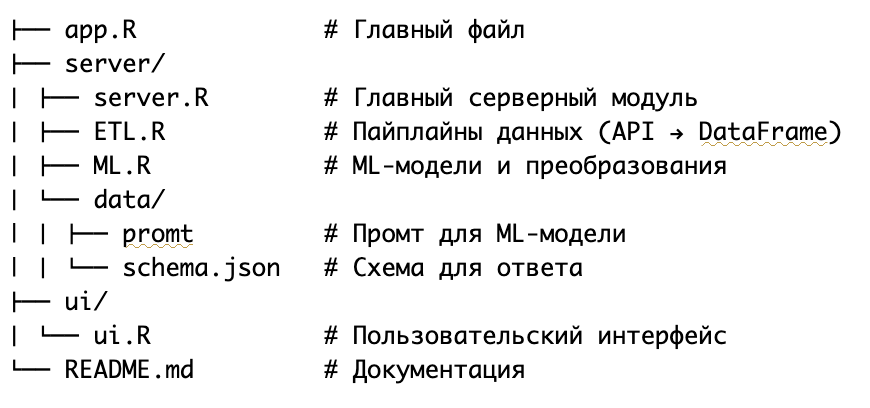 ├── app.R # Главный файл
├── server/
| ├── server.R # Главный серверный модуль
| ├── ETL.R # Пайплайны данных (API → DataFrame)
| ├── ML.R # ML-модели и преобразования
| └── data/
| | ├── promt # Промт для ML-модели
| | └── schema.json # Схема для ответа
├── ui/
| └── ui.R # Пользовательский интерфейс
└── README.md # Документация